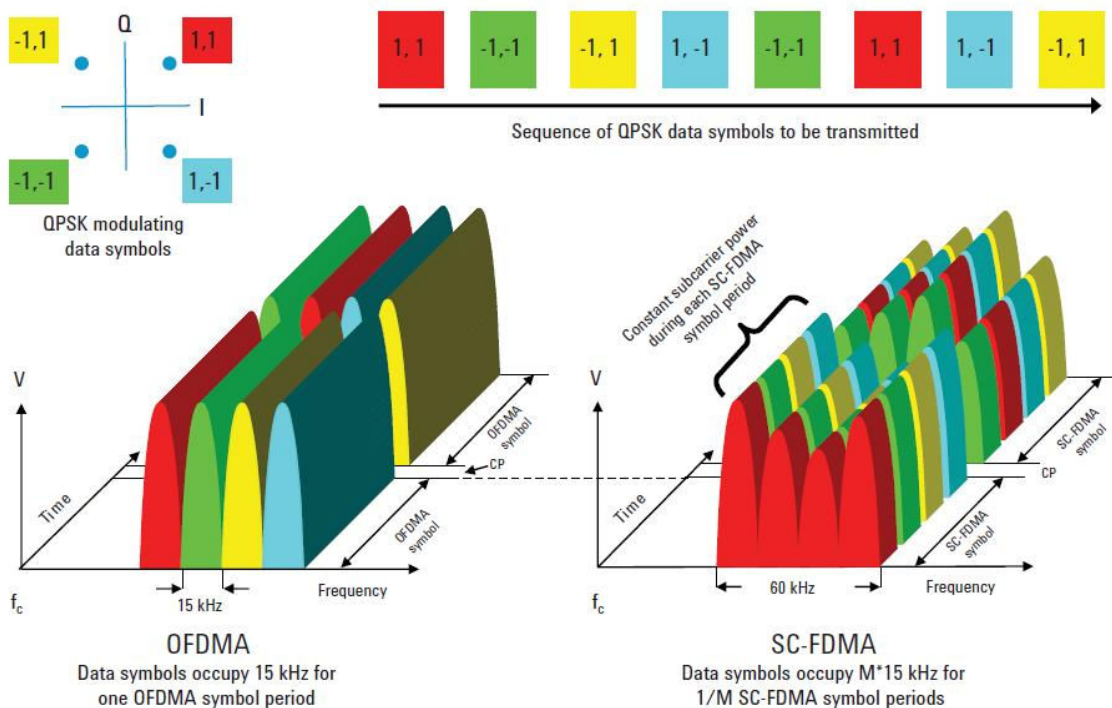 Q
-1,1
1,1
I
-1,-1
1,-1
QPSK modulating
data symbols
1, 1
-1,-1
-1, 1
1, -1
-1,-1
1, 1
1, -1
-1, 1
Sequence of QPSK data symbols to be transmitted
V
Time
OFDMA
symbol
CP
OFDMA
symbol
15 kHz
Frequency
fc
OFDMA
Data symbols occupy 15 kHz for
one OFDMA symbol period
Constant subcarrier power
during each SC-FDMA
symbol period
V
Time
SC-FDMA
symbol
CP
SC-FDMA
symbol
60 kHz
Frequency
fc
SC-FDMA
Data symbols occupy M*15 kHz for
1/M SC-FDMA symbol periods